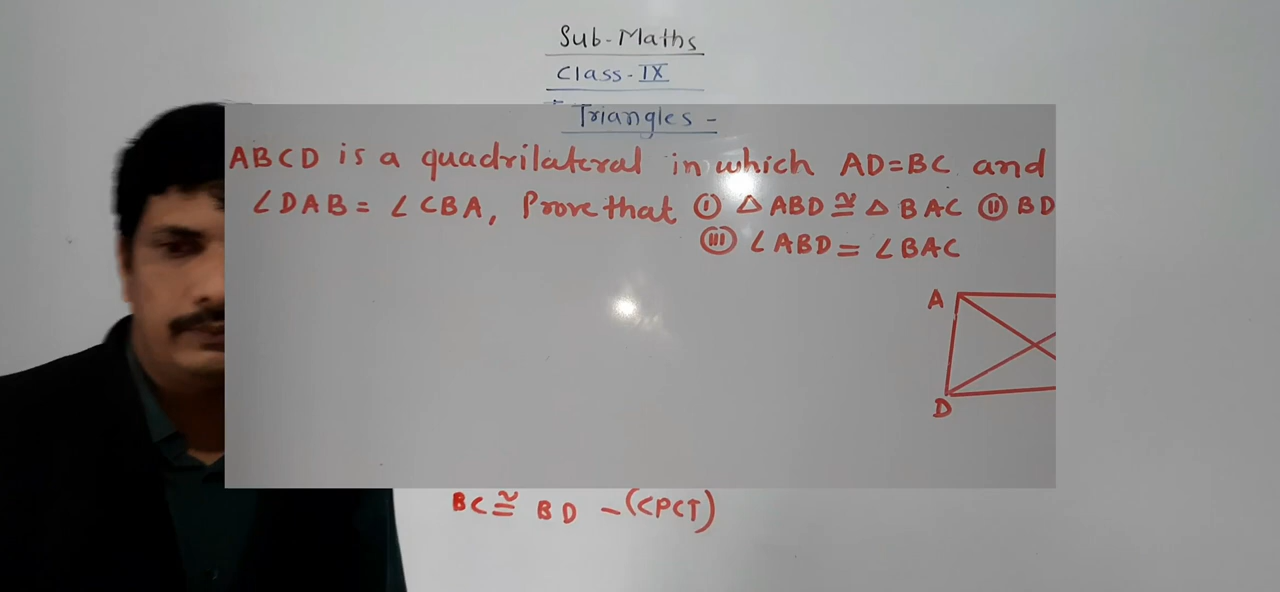 Sub-Maths
Class-IX
Triangles -
ABCD is a quadrilateral in which AD=BC and
∠DAB = ∠CBA, Prove that (i) △ABD ≅ △BAC (ii) BD
(iii) ∠ABD = ∠BAC
A
D
BC ≅ BD -(CPCT)